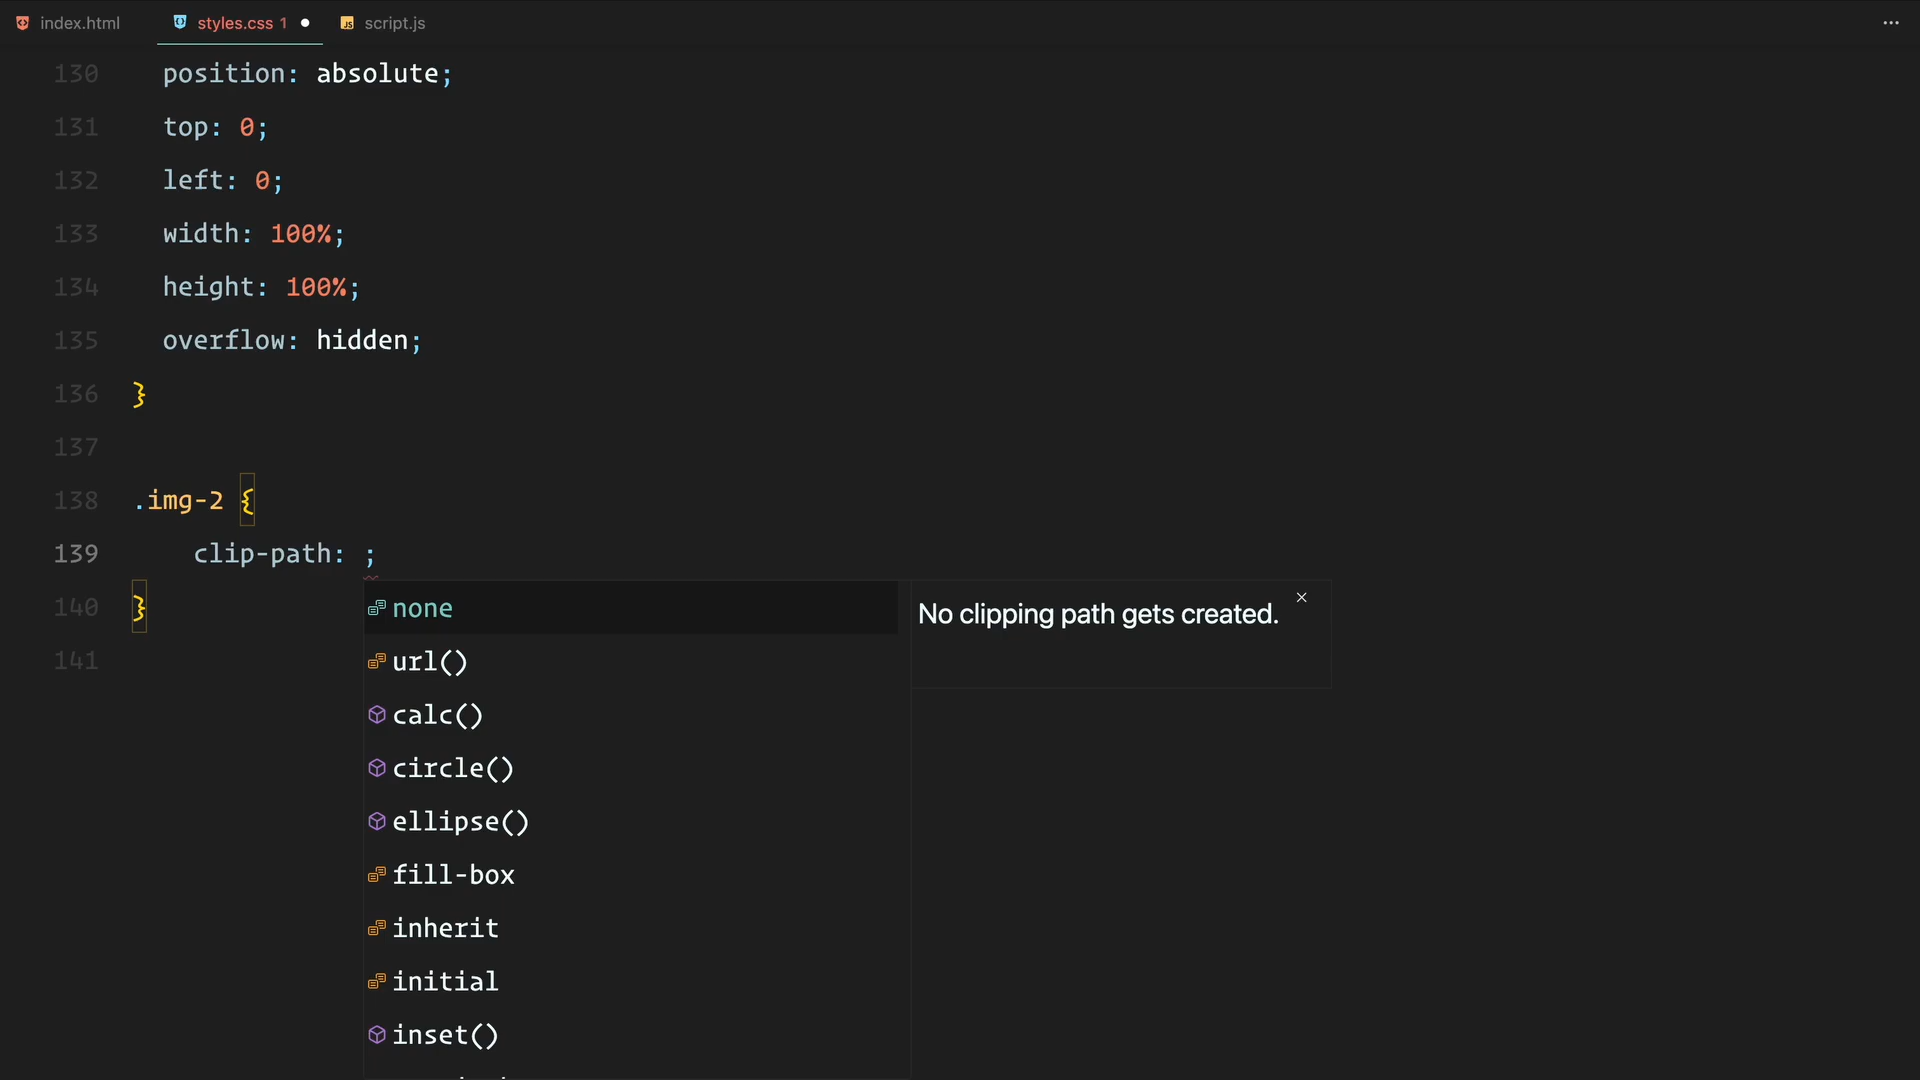 index.html styles.css 1 JS script.js
130 position: absolute;
131 top: 0;
132 left: 0;
133 width: 100%;
134 height: 100%;
135 overflow: hidden;
136 }
137
138 .img-2 {
139 clip-path: ;
140 }
141
none
No clipping path gets created.
url()
calc()
circle()
ellipse()
fill-box
inherit
initial
inset()